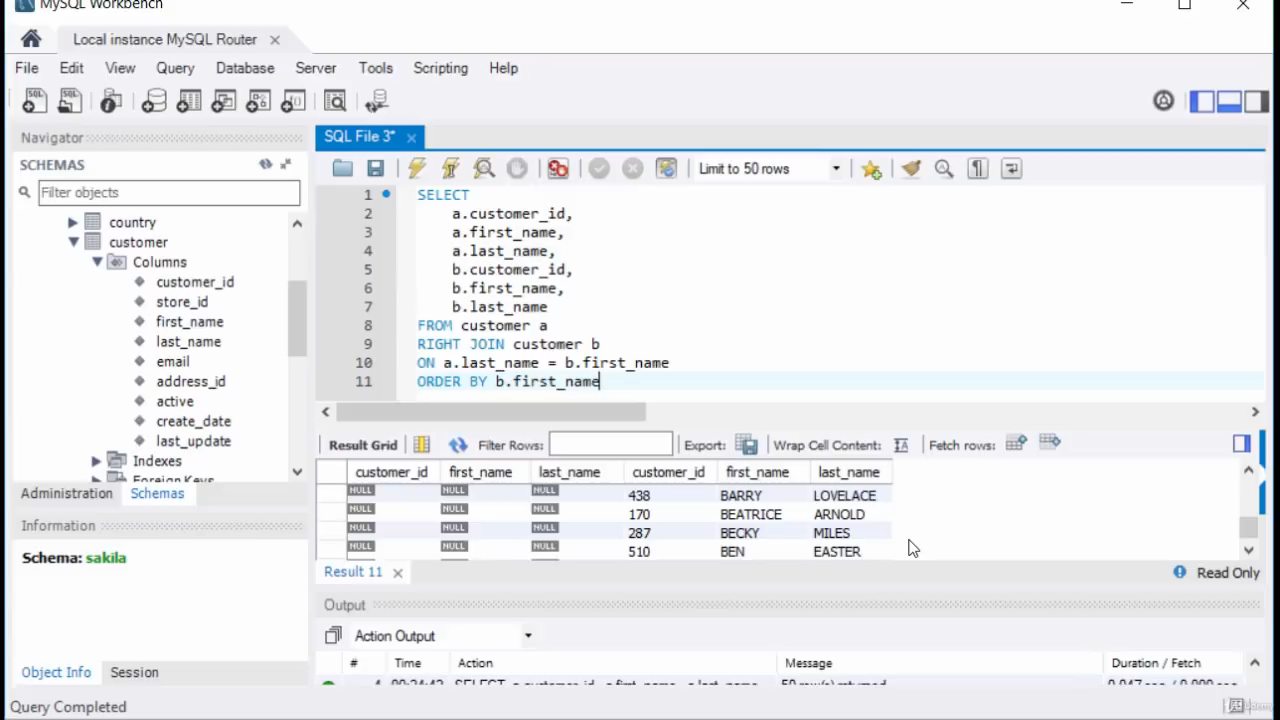 MySQL Workbench
Local instance MySQL Router
File Edit View Query Database Server Tools Scripting Help
Navigator
SCHEMAS
Filter objects
country
customer
Columns
customer_id
store_id
first_name
last_name
email
address_id
active
create_date
last_update
Indexes
Foreign Keys
Administration Schemas
Information
Schema: sakila
Object Info Session
SQL File 3*
Limit to 50 rows
1 SELECT
2 a.customer_id,
3 a.first_name,
4 a.last_name,
5 b.customer_id,
6 b.first_name,
7 b.last_name
8 FROM customer a
9 RIGHT JOIN customer b
10 ON a.last_name = b.first_name
11 ORDER BY b.first_name
Result Grid Filter Rows: Export: Wrap Cell Content: Fetch rows:
customer_id first_name last_name customer_id first_name last_name
NULL NULL NULL 438 BARRY LOVELACE
NULL NULL NULL 170 BEATRICE ARNOLD
NULL NULL NULL 287 BECKY MILES
NULL NULL NULL 510 BEN EASTER
Result 11 Read Only
Output
Action Output
# Time Action Message Duration / Fetch
Query Completed